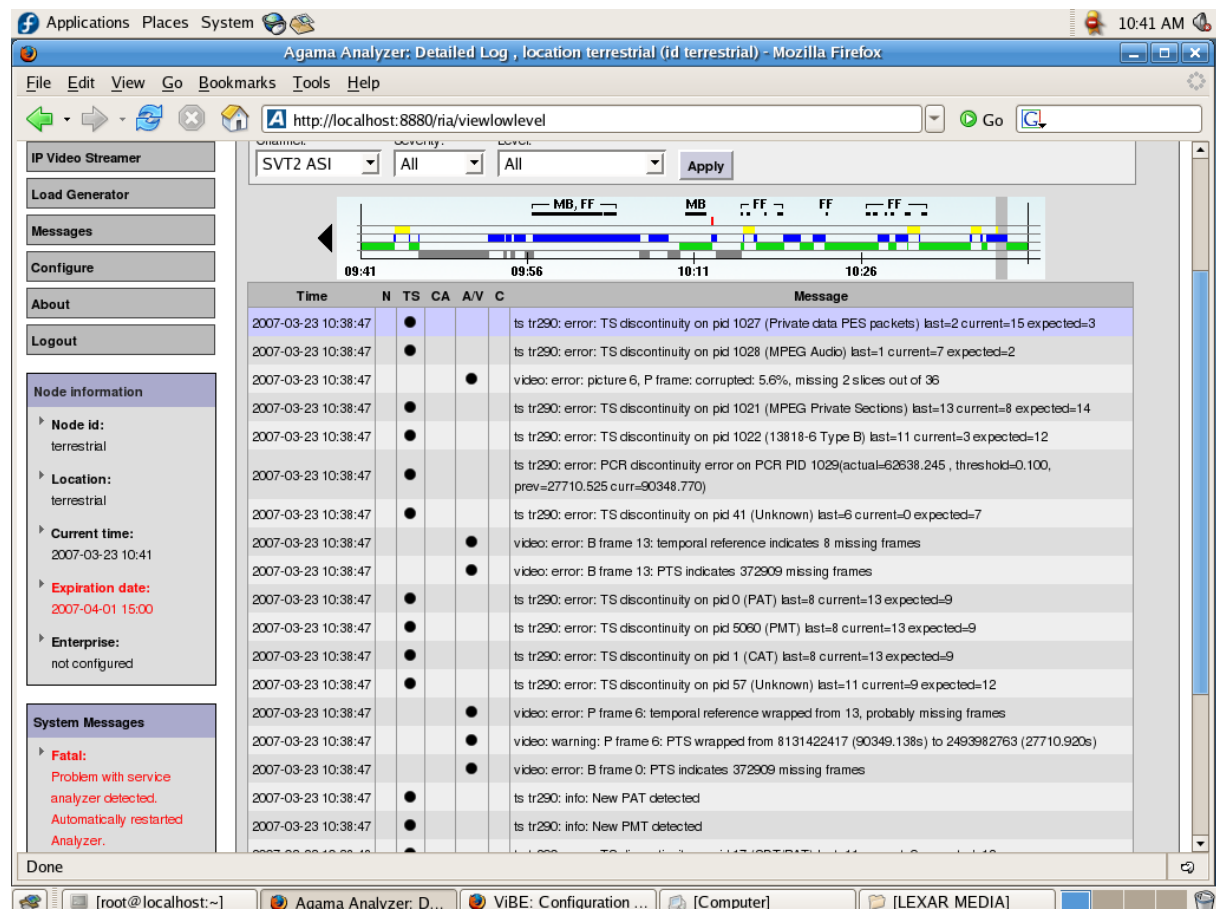 Applications Places System
10:41 AM
Agama Analyzer: Detailed Log , location terrestrial (id terrestrial) - Mozilla Firefox
File Edit View Go Bookmarks Tools Help
http://localhost:8880/ria/viewlowlevel
Go
G
IP Video Streamer
Load Generator
Messages
Configure
About
Logout
Node information
Node id:
terrestrial
Location:
terrestrial
Current time:
2007-03-23 10:41
Expiration date:
2007-04-01 15:00
Enterprise:
not configured
System Messages
Fatal:
Problem with service
analyzer detected.
Automatically restarted
Analyzer.
Channel: Severity: Level:
SVT2 ASI All All Apply
MB, FF MB FF FF FF
09:41 09:56 10:11 10:26
Time N TS CA A/V C Message
2007-03-23 10:38:47 ts tr290: error: TS discontinuity on pid 1027 (Private data PES packets) last=2 current=15 expected=3
2007-03-23 10:38:47 ts tr290: error: TS discontinuity on pid 1028 (MPEG Audio) last=1 current=7 expected=2
2007-03-23 10:38:47 video: error: picture 6, P frame: corrupted: 5.6%, missing 2 slices out of 36
2007-03-23 10:38:47 ts tr290: error: TS discontinuity on pid 1021 (MPEG Private Sections) last=13 current=8 expected=14
2007-03-23 10:38:47 ts tr290: error: TS discontinuity on pid 1022 (13818-6 Type B) last=11 current=3 expected=12
2007-03-23 10:38:47 ts tr290: error: PCR discontinuity error on PCR PID 1029(actual=62638.245 , threshold=0.100,
prev=27710.525 curr=90348.770)
2007-03-23 10:38:47 ts tr290: error: TS discontinuity on pid 41 (Unknown) last=6 current=0 expected=7
2007-03-23 10:38:47 video: error: B frame 13: temporal reference indicates 8 missing frames
2007-03-23 10:38:47 video: error: B frame 13: PTS indicates 372909 missing frames
2007-03-23 10:38:47 ts tr290: error: TS discontinuity on pid 0 (PAT) last=8 current=13 expected=9
2007-03-23 10:38:47 ts tr290: error: TS discontinuity on pid 5060 (PMT) last=8 current=13 expected=9
2007-03-23 10:38:47 ts tr290: error: TS discontinuity on pid 1 (CAT) last=8 current=13 expected=9
2007-03-23 10:38:47 ts tr290: error: TS discontinuity on pid 57 (Unknown) last=11 current=9 expected=12
2007-03-23 10:38:47 video: error: P frame 6: temporal reference wrapped from 13, probably missing frames
2007-03-23 10:38:47 video: warning: P frame 6: PTS wrapped from 8131422417 (90349.138s) to 2493982763 (27710.920s)
2007-03-23 10:38:47 video: error: B frame 0: PTS indicates 372909 missing frames
2007-03-23 10:38:47 ts tr290: info: New PAT detected
2007-03-23 10:38:47 ts tr290: info: New PMT detected
Done
[root@localhost:~] Agama Analyzer: D... ViBE: Configuration ... [Computer] [LEXAR MEDIA]